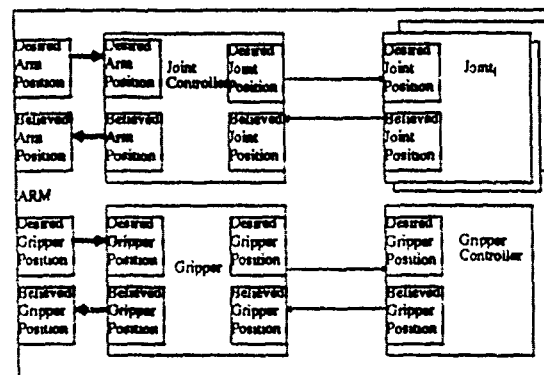 Desired
Arm
Position
Desired
Arm
Position
Joint
Controller
Desired
Joint
Position
Desired
Joint
Position
Joint
Believed
Arm
Position
Believed
Arm
Position
Believed
Joint
Position
Believed
Joint
Position
ARM
Desired
Gripper
Position
Desired
Gripper
Position
Gripper
Desired
Gripper
Position
Desired
Gripper
Position
Gripper
Controller
Believed
Gripper
Position
Believed
Gripper
Position
Believed
Gripper
Position
Believed
Gripper
Position